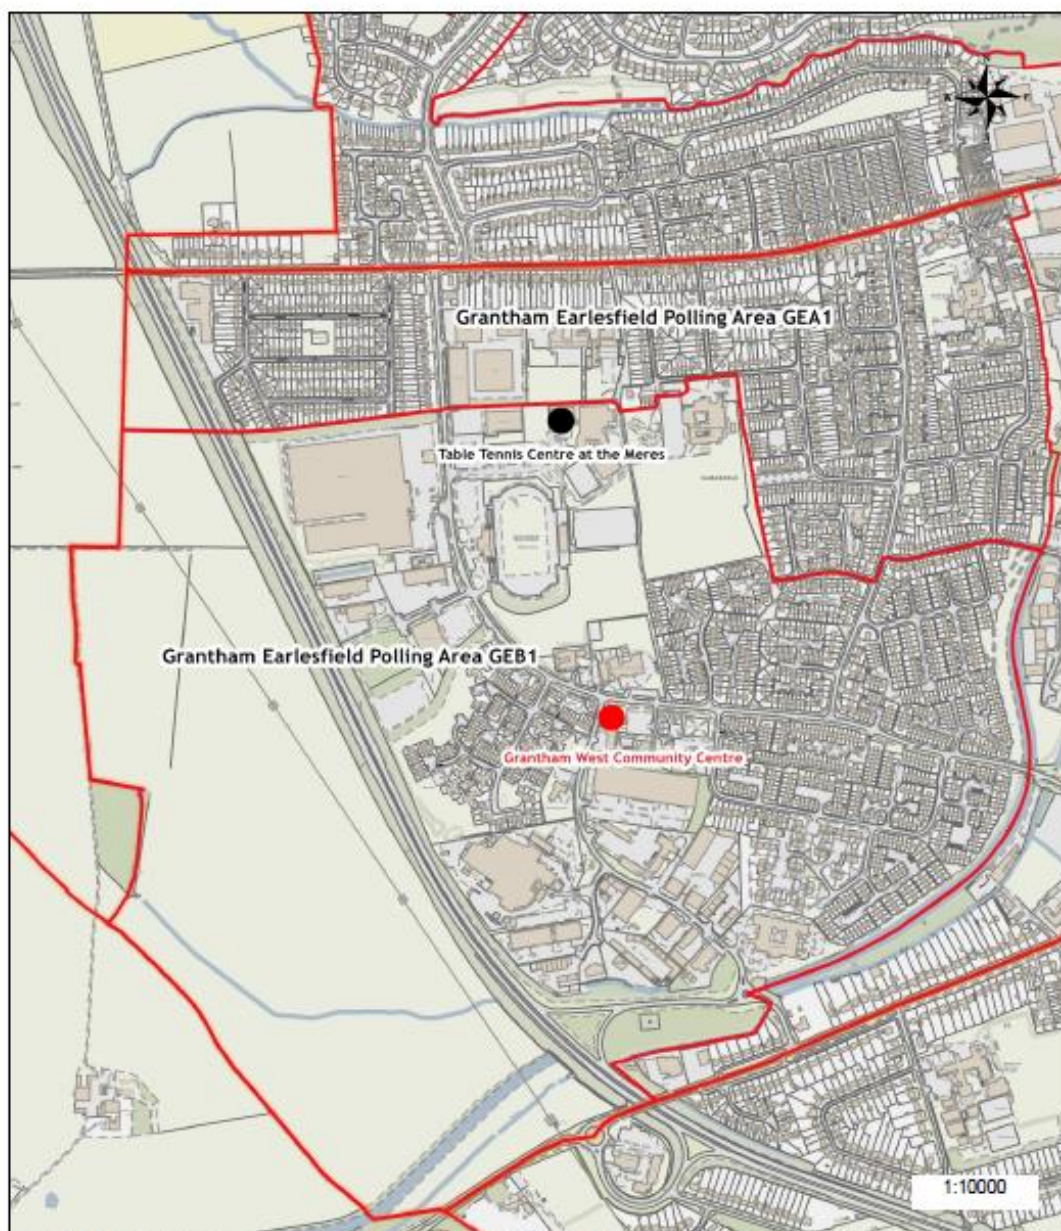 Grantham Earlesfield Polling Area GEA1
Table Tennis Centre at the Meres
Grantham Earlesfield Polling Area GEB1
Grantham West Community Centre
1:10000